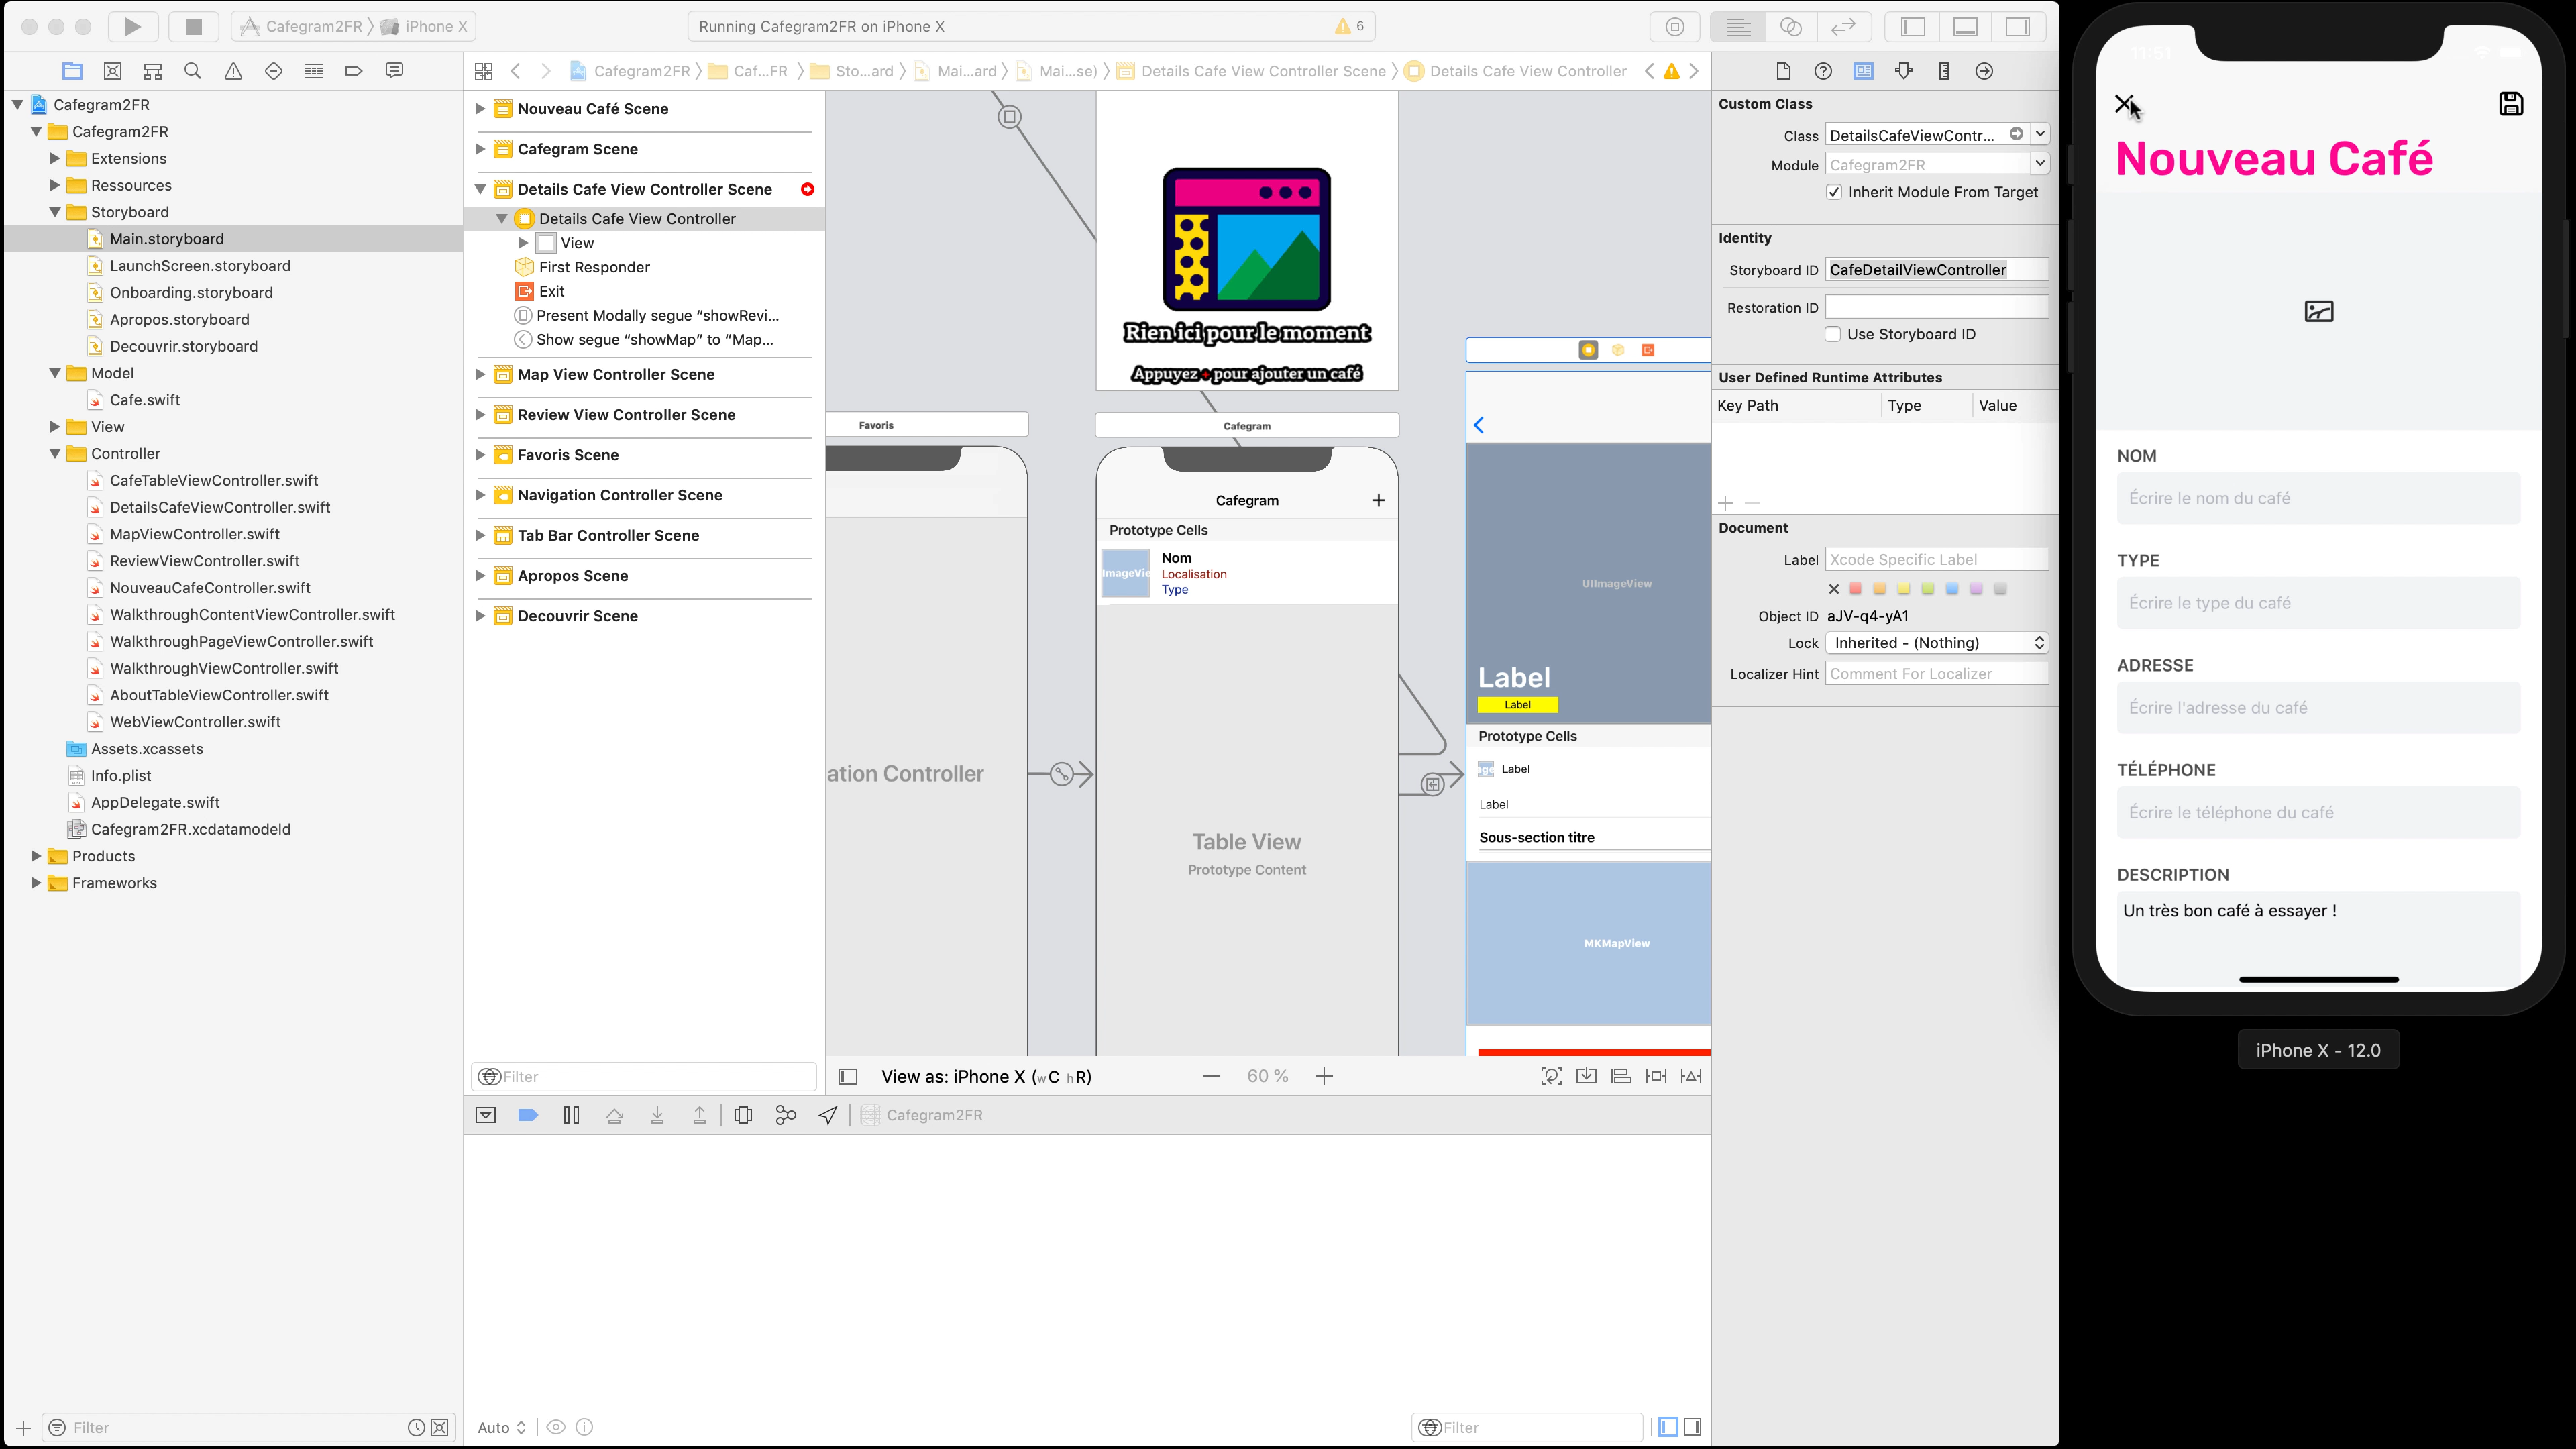 Cafegram2FR 〉 iPhone X
Running Cafegram2FR on iPhone X
6
Cafegram2FR 〉 Caf...FR 〉 Sto...ard 〉 Mai...ard 〉 Mai...se) 〉 Details Cafe View Controller Scene 〉 Details Cafe View Controller
Cafegram2FR
Cafegram2FR
Extensions
Ressources
Storyboard
Main.storyboard
LaunchScreen.storyboard
Onboarding.storyboard
Apropos.storyboard
Decouvrir.storyboard
Model
Cafe.swift
View
Controller
CafeTableViewController.swift
DetailsCafeViewController.swift
MapViewController.swift
ReviewViewController.swift
NouveauCafeController.swift
WalkthroughContentViewController.swift
WalkthroughPageViewController.swift
WalkthroughViewController.swift
AboutTableViewController.swift
WebViewController.swift
Assets.xcassets
Info.plist
AppDelegate.swift
Cafegram2FR.xcdatamodeld
Products
Frameworks
Filter
Nouveau Café Scene
Cafegram Scene
Details Cafe View Controller Scene
Details Cafe View Controller
View
First Responder
Exit
Present Modally segue “showRevi...
Show segue “showMap” to “Map...
Map View Controller Scene
Review View Controller Scene
Favoris Scene
Navigation Controller Scene
Tab Bar Controller Scene
Apropos Scene
Decouvrir Scene
Filter
Rien ici pour le moment
Appuyez + pour ajouter un café
Favoris
ation Controller
Cafegram
Cafegram
+
Prototype Cells
ImageVie
Nom
Localisation
Type
Table View
Prototype Content
UIImageView
Label
Label
Prototype Cells
Label
Label
Sous-section titre
MKMapView
View as: iPhone X (wC hR)
60 %
Cafegram2FR
Auto
Filter
Custom Class
Class DetailsCafeViewContr...
Module Cafegram2FR
Inherit Module From Target
Identity
Storyboard ID CafeDetailViewController
Restoration ID
Use Storyboard ID
User Defined Runtime Attributes
Key Path Type Value
Document
Label Xcode Specific Label
Object ID aJV-q4-yA1
Lock Inherited - (Nothing)
Localizer Hint Comment For Localizer
11:51
Nouveau Café
NOM
Écrire le nom du café
TYPE
Écrire le type du café
ADRESSE
Écrire l'adresse du café
TÉLÉPHONE
Écrire le téléphone du café
DESCRIPTION
Un très bon café à essayer !
iPhone X - 12.0